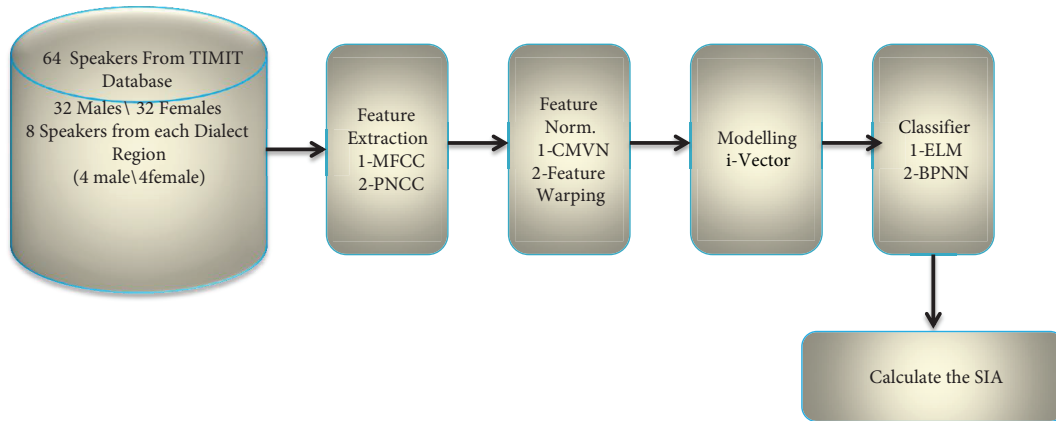 64 Speakers From TIMIT
Database
32 Males\ 32 Females
8 Speakers from each Dialect
Region
(4 male\4female)
Feature
Extraction
1-MFCC
2-PNCC
Feature
Norm.
1-CMVN
2-Feature
Warping
Modelling
i-Vector
Classifier
1-ELM
2-BPNN
Calculate the SIA